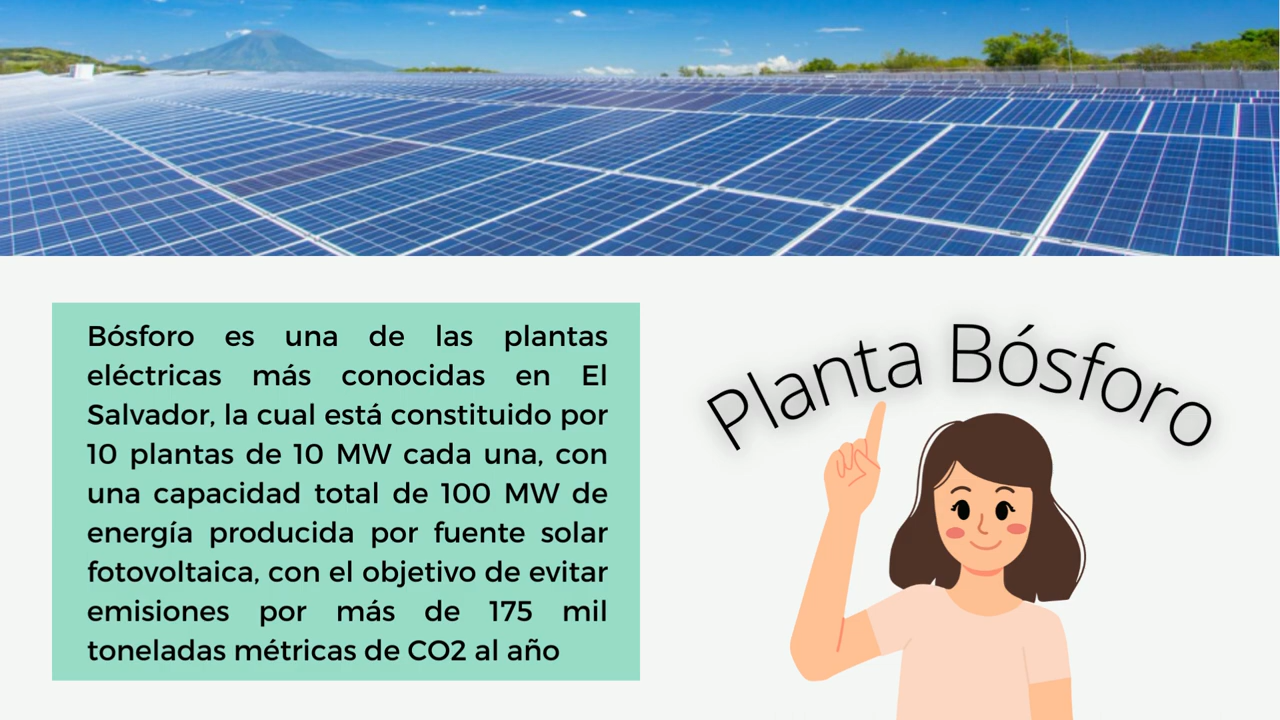 Bósforo es una de las plantas
eléctricas más conocidas en El
Salvador, la cual está constituido por
10 plantas de 10 MW cada una, con
una capacidad total de 100 MW de
energía producida por fuente solar
fotovoltaica, con el objetivo de evitar
emisiones por más de 175 mil
toneladas métricas de CO2 al año
Planta Bósforo